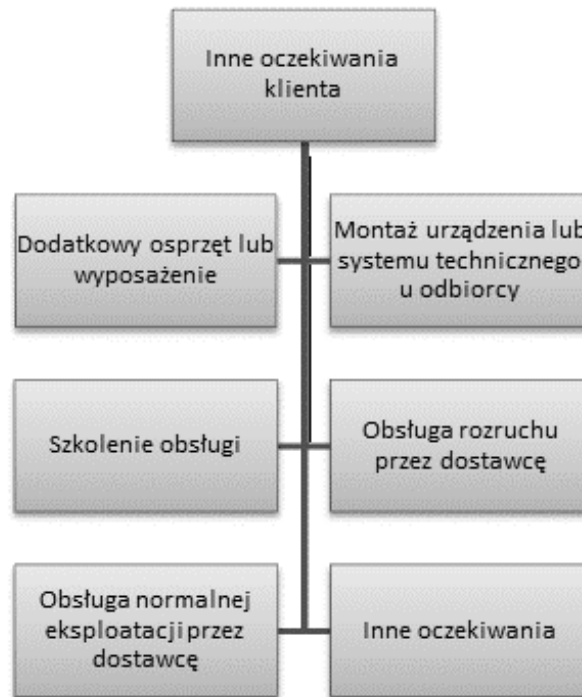 Inne oczekiwania
klienta
Dodatkowy osprzęt lub
wyposażenie
Montaż urządzenia lub
systemu technicznego
u odbiorcy
Szkolenie obsługi
Obsługa rozruchu
przez dostawcę
Obsługa normalnej
eksploatacji przez
dostawcę
Inne oczekiwania